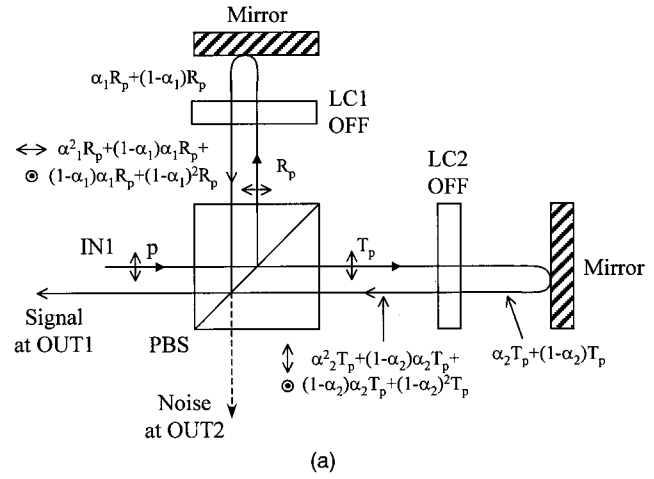 Mirror
α₁Rₚ+(1-α₁)Rₚ
LC1
OFF
α²₁Rₚ+(1-α₁)α₁Rₚ+
(1-α₁)α₁Rₚ+(1-α₁)²Rₚ
Rₚ
LC2
OFF
IN1
p
Tₚ
Mirror
Signal
at OUT1
PBS
α²₂Tₚ+(1-α₂)α₂Tₚ+
(1-α₂)α₂Tₚ+(1-α₂)²Tₚ
α₂Tₚ+(1-α₂)Tₚ
Noise
at OUT2
(a)